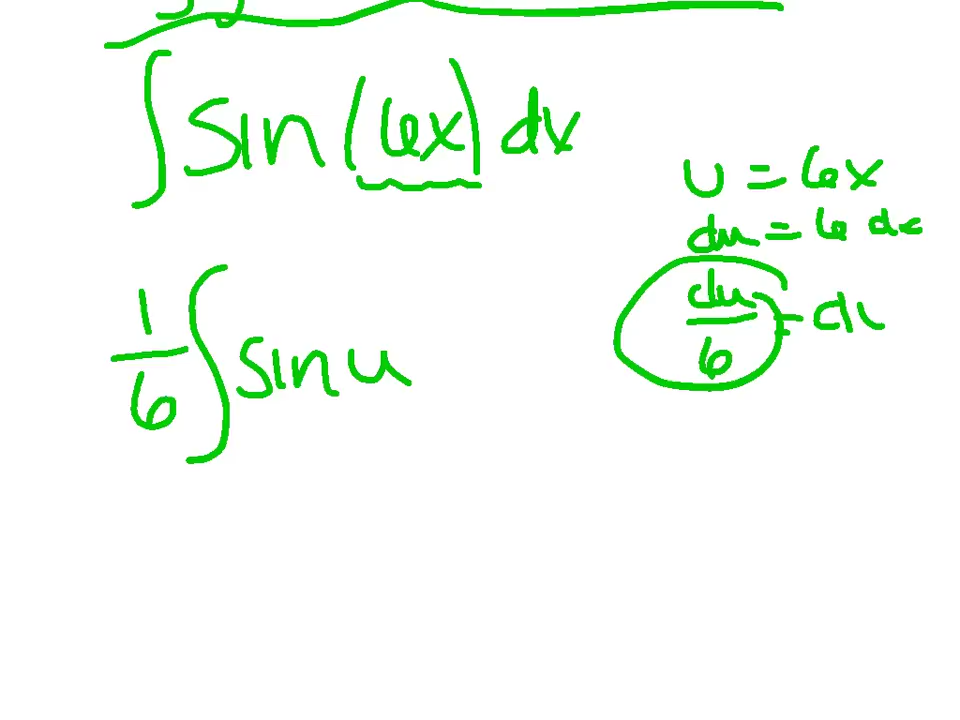 ∫ sin (6x) dx
u = 6x
du = 6 dx
du/6 = dx
1/6 ∫ sin u